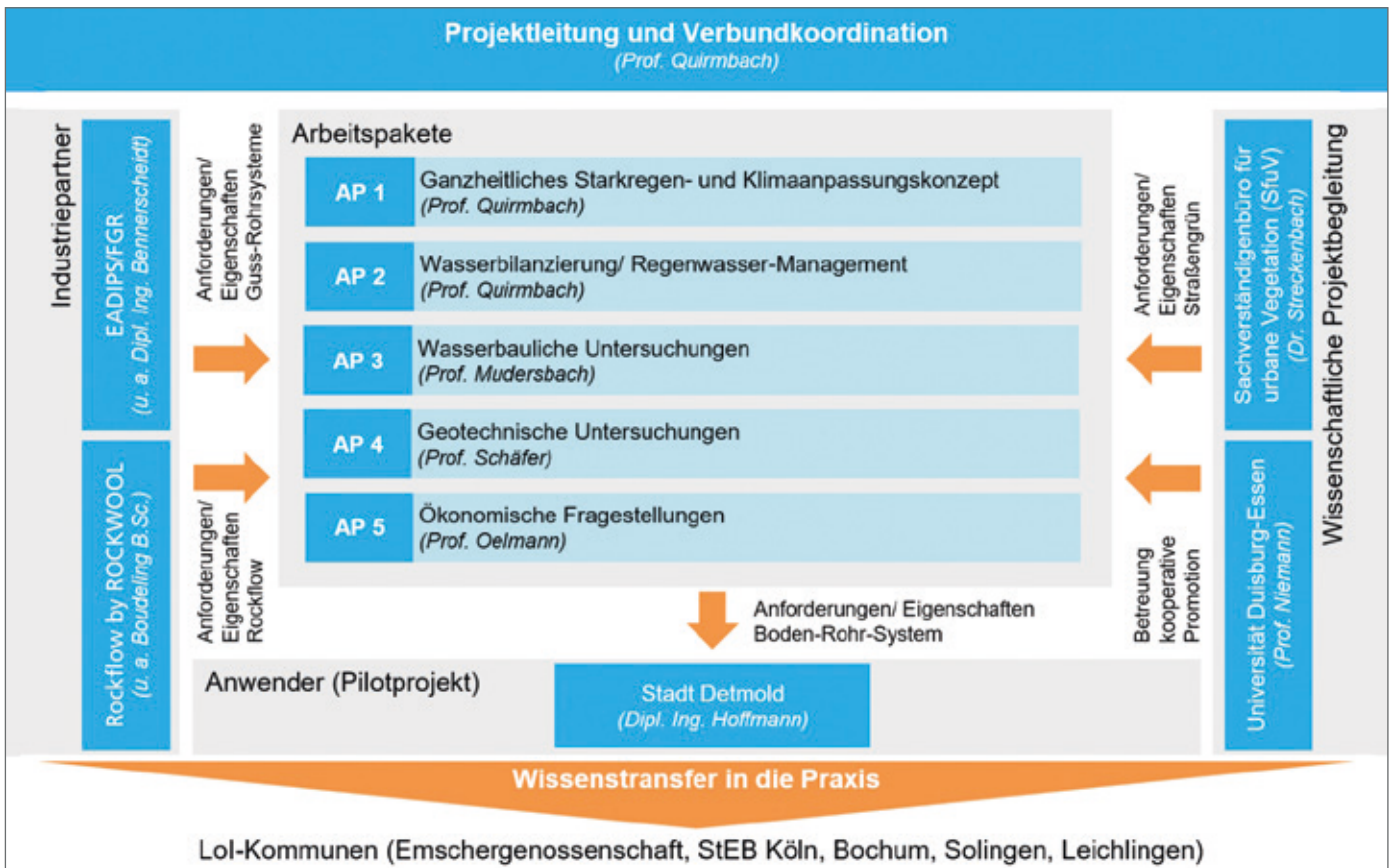 Projektleitung und Verbundkoordination
(Prof. Quirmbach)
Industriepartner
EADIPS/FGR
(u. a. Dipl. Ing. Bennerscheidt)
Rockflow by ROCKWOOL
(u. a. Boudeling B.Sc.)
Anforderungen/
Eigenschaften
Guss-Rohrsysteme
Anforderungen/
Eigenschaften
Rockflow
Arbeitspakete
AP 1
Ganzheitliches Starkregen- und Klimaanpassungskonzept
(Prof. Quirmbach)
AP 2
Wasserbilanzierung/ Regenwasser-Management
(Prof. Quirmbach)
AP 3
Wasserbauliche Untersuchungen
(Prof. Mudersbach)
AP 4
Geotechnische Untersuchungen
(Prof. Schäfer)
AP 5
Ökonomische Fragestellungen
(Prof. Oelmann)
Anforderungen/
Eigenschaften
Straßengrün
Betreuung
kooperative
Promotion
Sachverständigenbüro für
urbane Vegetation (SfuV)
(Dr. Streckenbach)
Universität Duisburg-Essen
(Prof. Niemann)
Wissenschaftliche Projektbegleitung
Anforderungen/ Eigenschaften
Boden-Rohr-System
Anwender (Pilotprojekt)
Stadt Detmold
(Dipl. Ing. Hoffmann)
Wissenstransfer in die Praxis
LoI-Kommunen (Emschergenossenschaft, StEB Köln, Bochum, Solingen, Leichlingen)